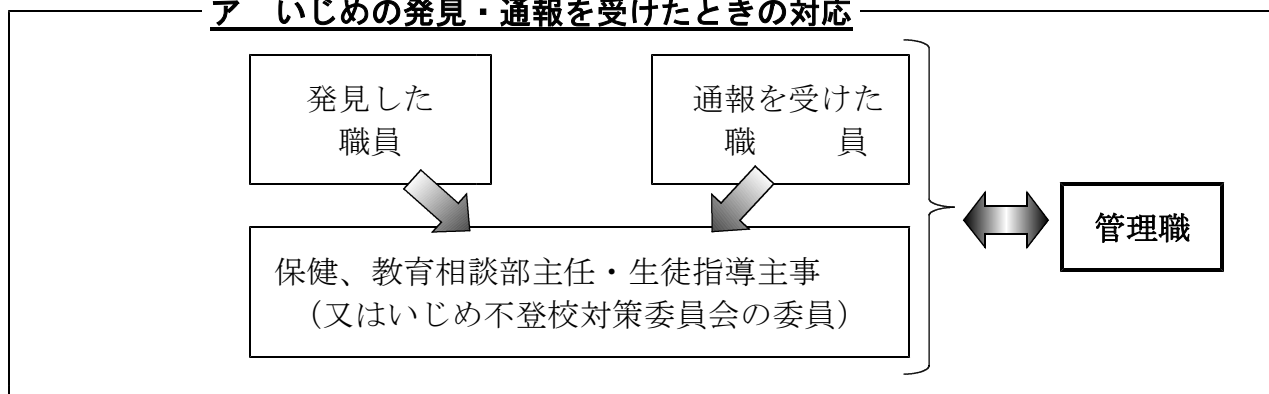 ア　いじめの発見・通報を受けたときの対応
発見した
職員
通報を受けた
職　　員
保健、教育相談部主任・生徒指導主事
（又はいじめ不登校対策委員会の委員）
管理職